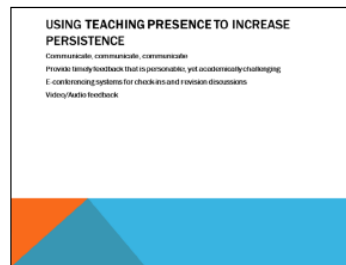 USING TEACHING PRESENCE TO INCREASE
PERSISTENCE
Communicate, communicate, communicate
Provide timely feedback that is personable, yet academically challenging
E-conferencing systems for check-ins and revision discussions
Video/Audio feedback